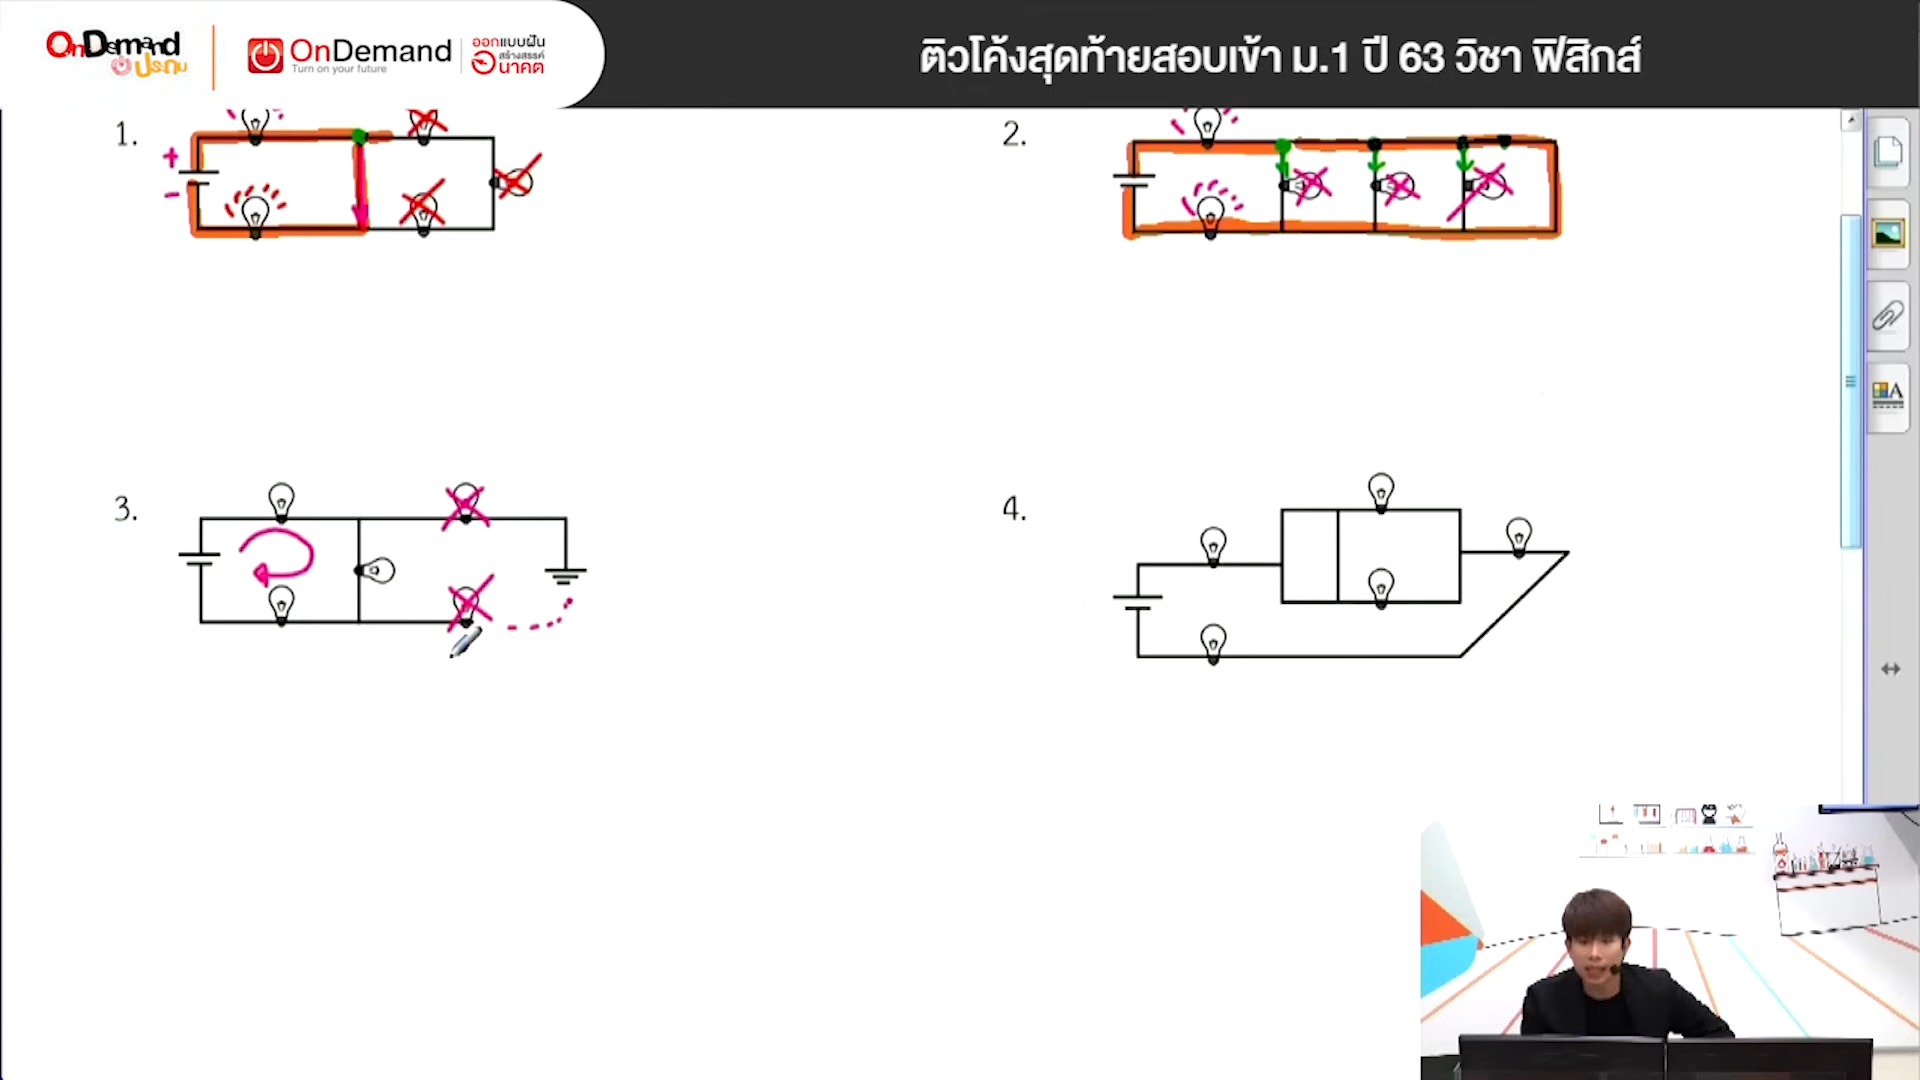 OnDemand
ประถม
OnDemand
Turn on your future
ออกแบบฝัน
สร้างสรรค์
อนาคต
ติวโค้งสุดท้ายสอบเข้า ม.1 ปี 63 วิชา ฟิสิกส์
1.
+
-
2.
3.
4.
A